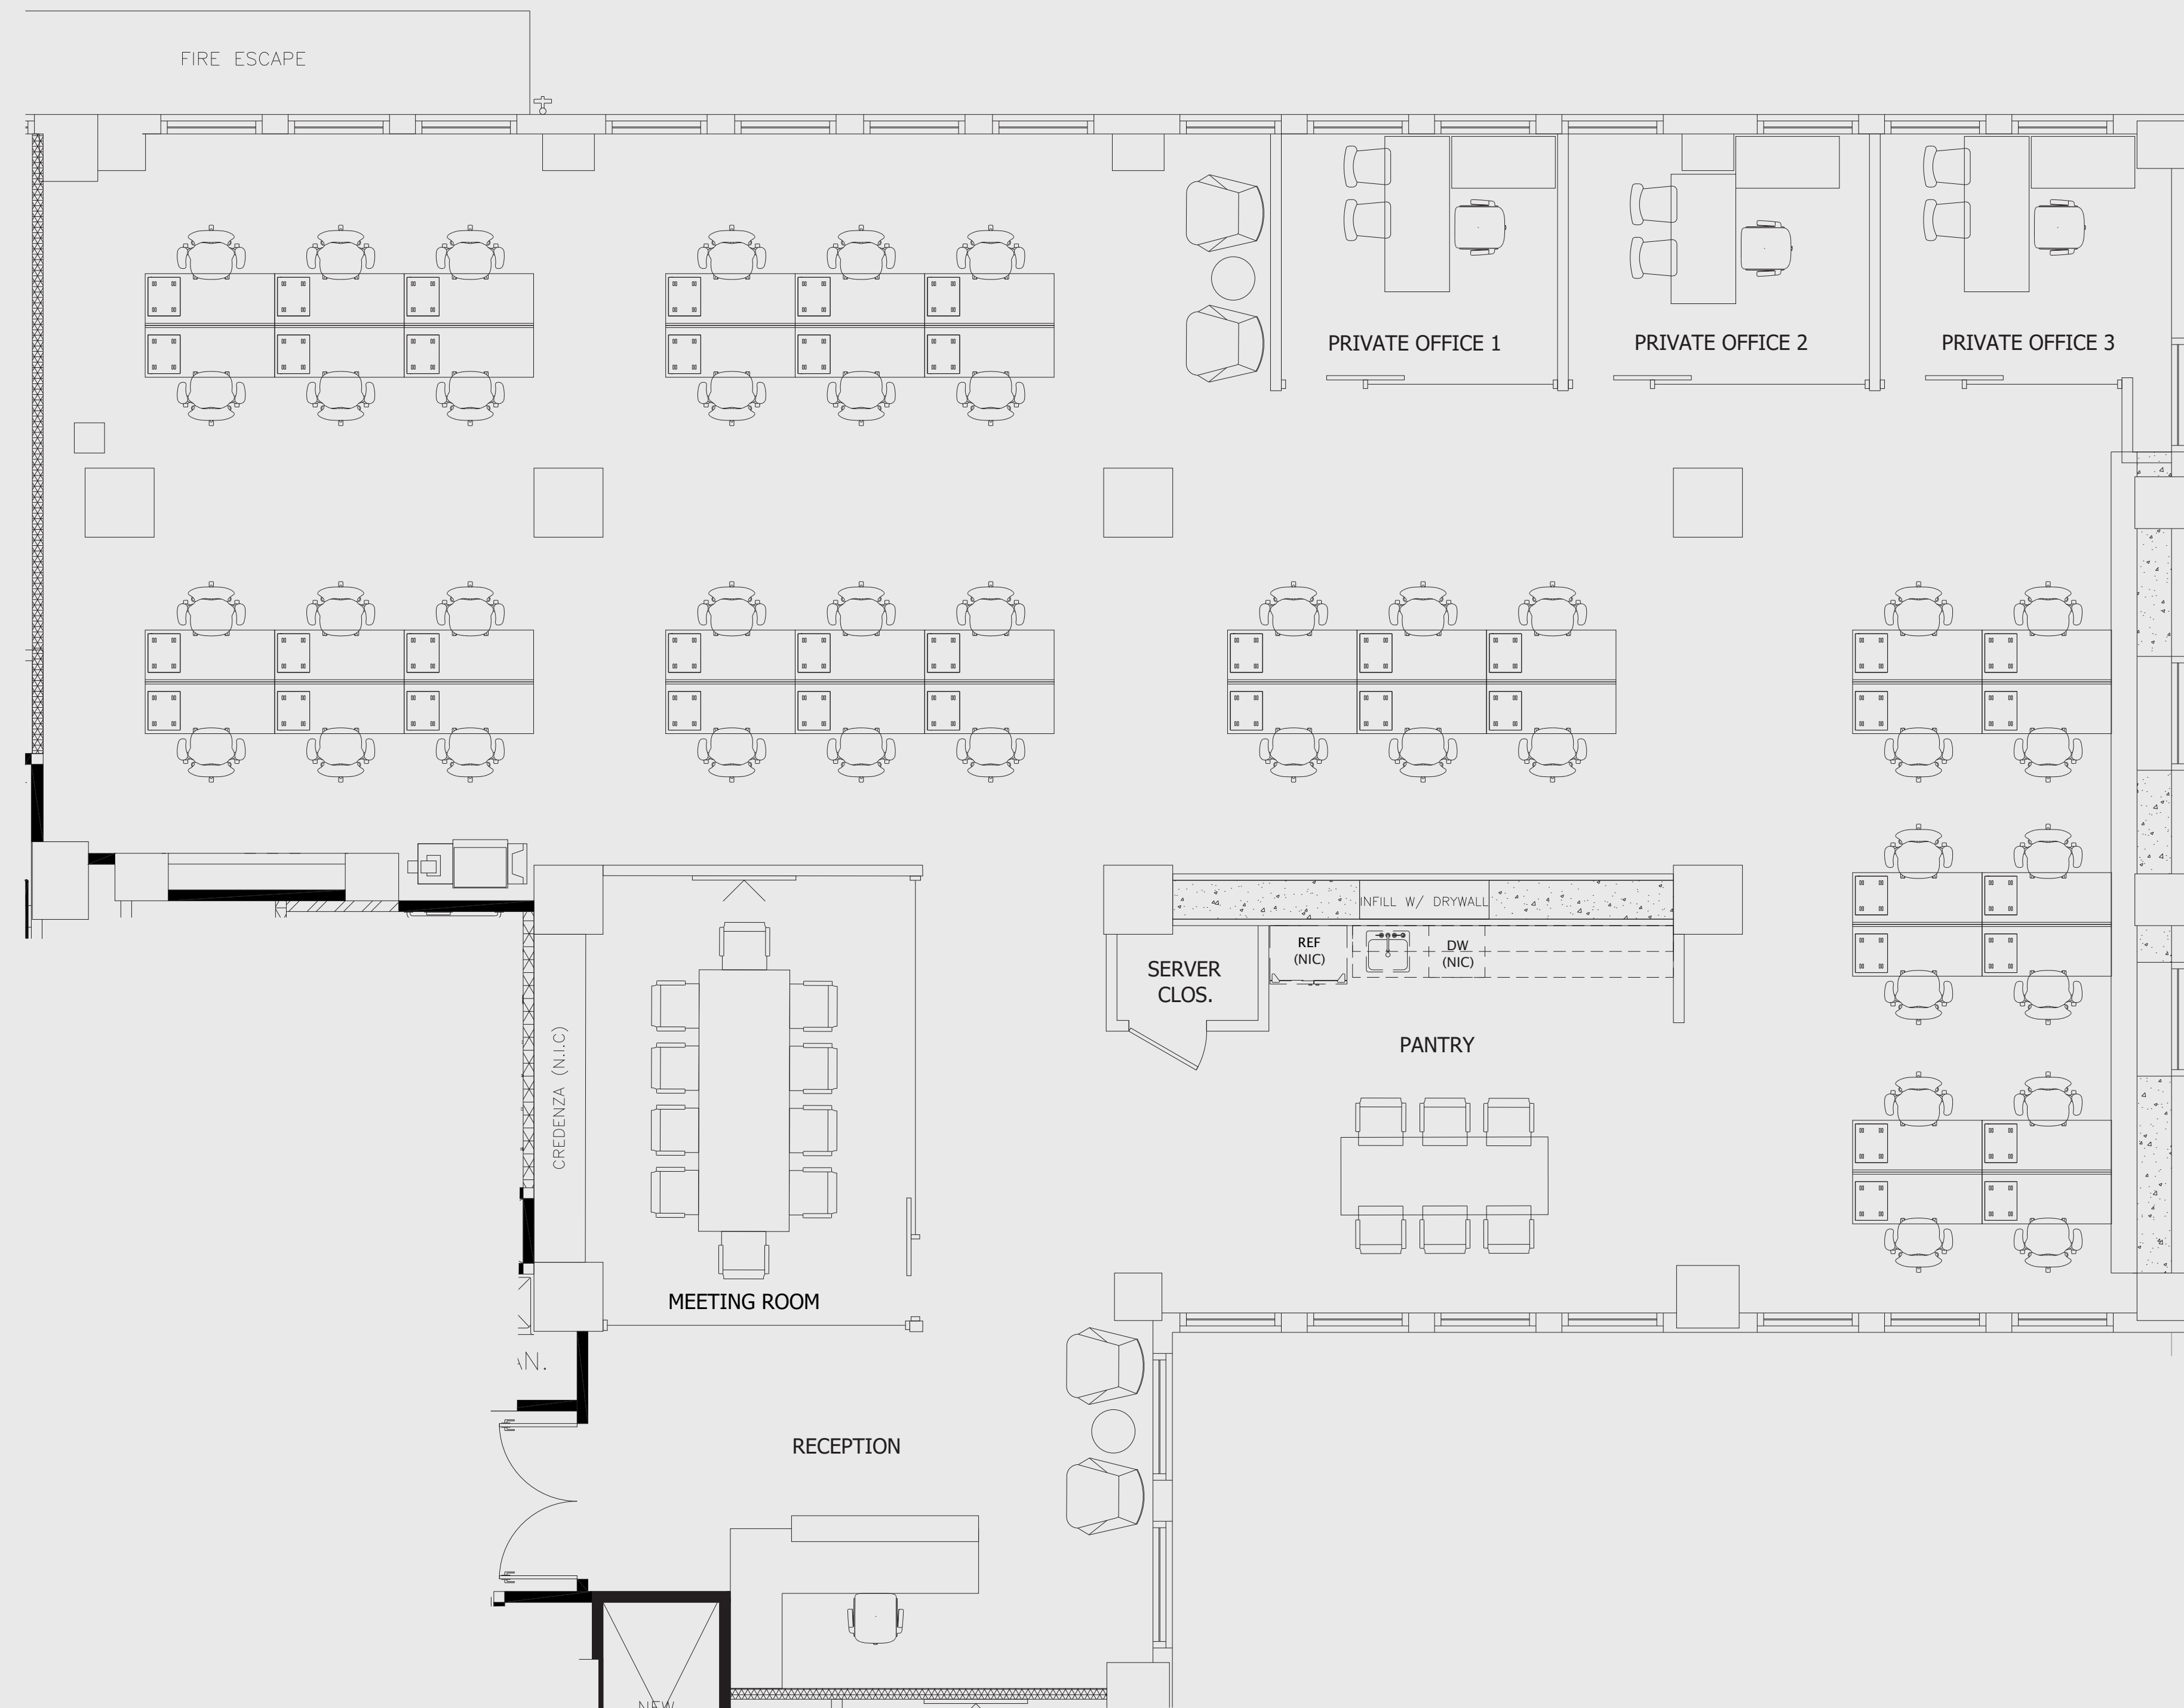 FIRE ESCAPE
PRIVATE OFFICE 1
PRIVATE OFFICE 2
PRIVATE OFFICE 3
INFILL W/ DRYWALL
SERVER
CLOS.
REF
(NIC)
DW
(NIC)
PANTRY
CREDENZA (N.I.C)
MEETING ROOM
RECEPTION
NEW